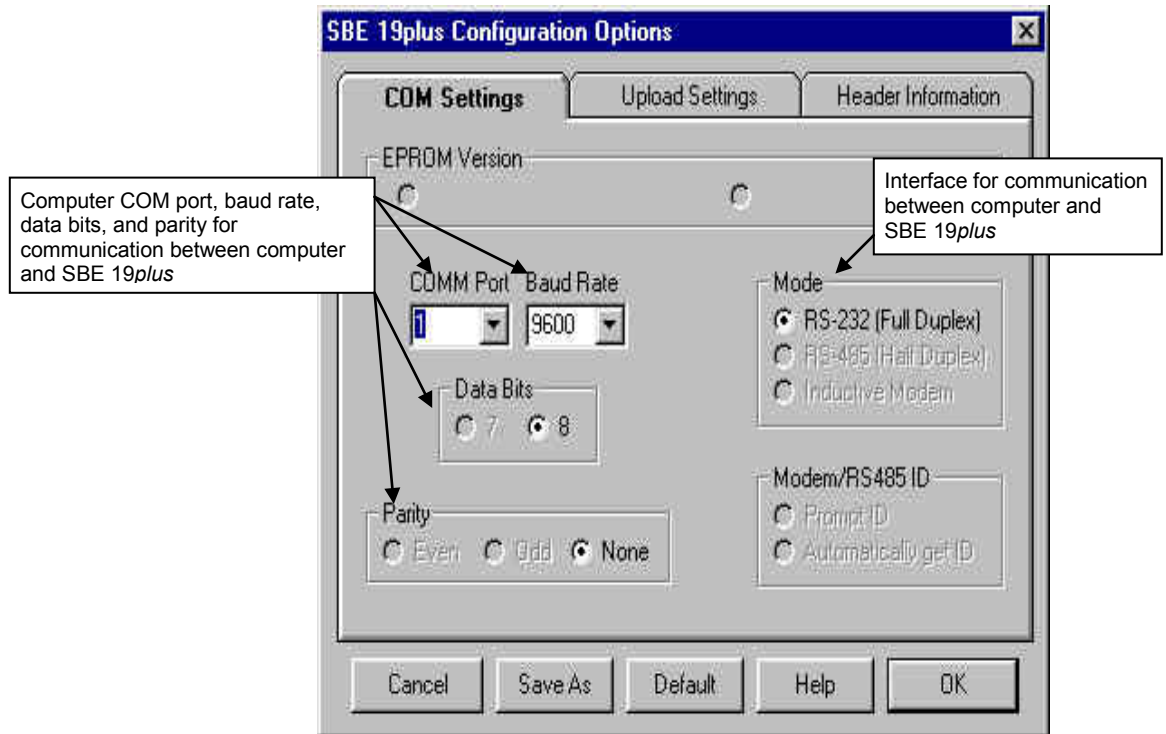 SBE 19plus Configuration Options
COM Settings
Upload Settings
Header Information
EPROM Version
Computer COM port, baud rate,
data bits, and parity for
communication between computer
and SBE 19plus
Interface for communication
between computer and
SBE 19plus
COMM Port
Baud Rate
1
9600
Mode
RS-232 (Full Duplex)
RS-485 (Half Duplex)
Inductive Modem
Data Bits
7
8
Modem/RS485 ID
Prompt ID
Automatically get ID
Parity
Even
Odd
None
Cancel
Save As
Default
Help
OK